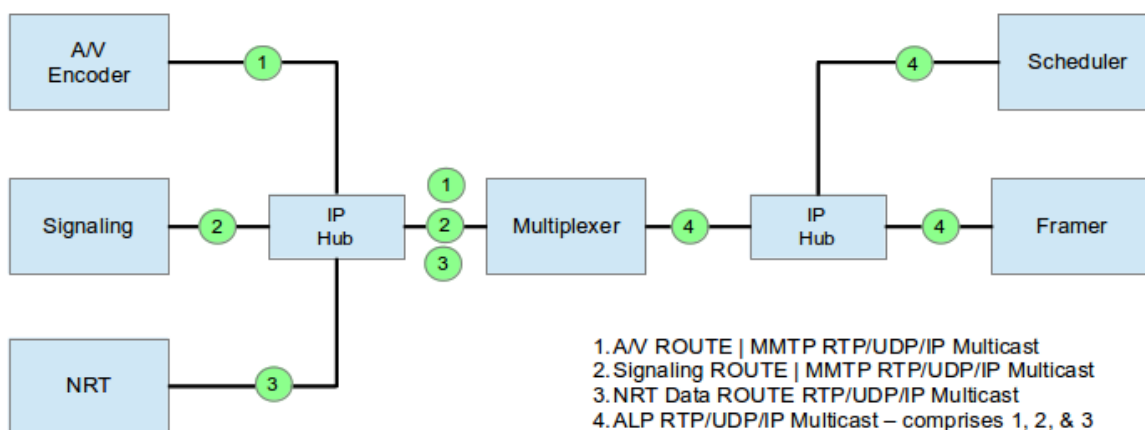 A/V
Encoder
1
4
Scheduler
Signaling
2
IP
Hub
1
2
3
Multiplexer
4
IP
Hub
4
Framer
NRT
3
1. A/V ROUTE | MMTP RTP/UDP/IP Multicast
2. Signaling ROUTE | MMTP RTP/UDP/IP Multicast
3. NRT Data ROUTE RTP/UDP/IP Multicast
4. ALP RTP/UDP/IP Multicast – comprises 1, 2, & 3